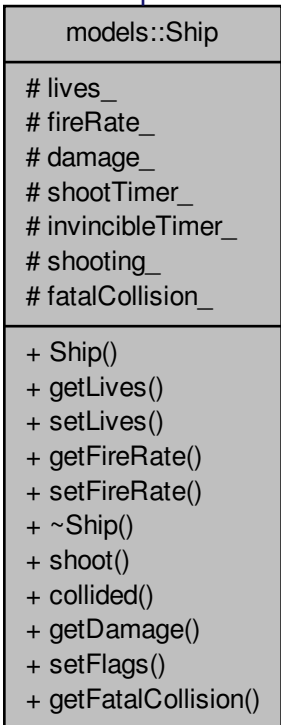 models::Ship
# lives_
# fireRate_
# damage_
# shootTimer_
# invincibleTimer_
# shooting_
# fatalCollision_
+ Ship()
+ getLives()
+ setLives()
+ getFireRate()
+ setFireRate()
+ ~Ship()
+ shoot()
+ collided()
+ getDamage()
+ setFlags()
+ getFatalCollision()